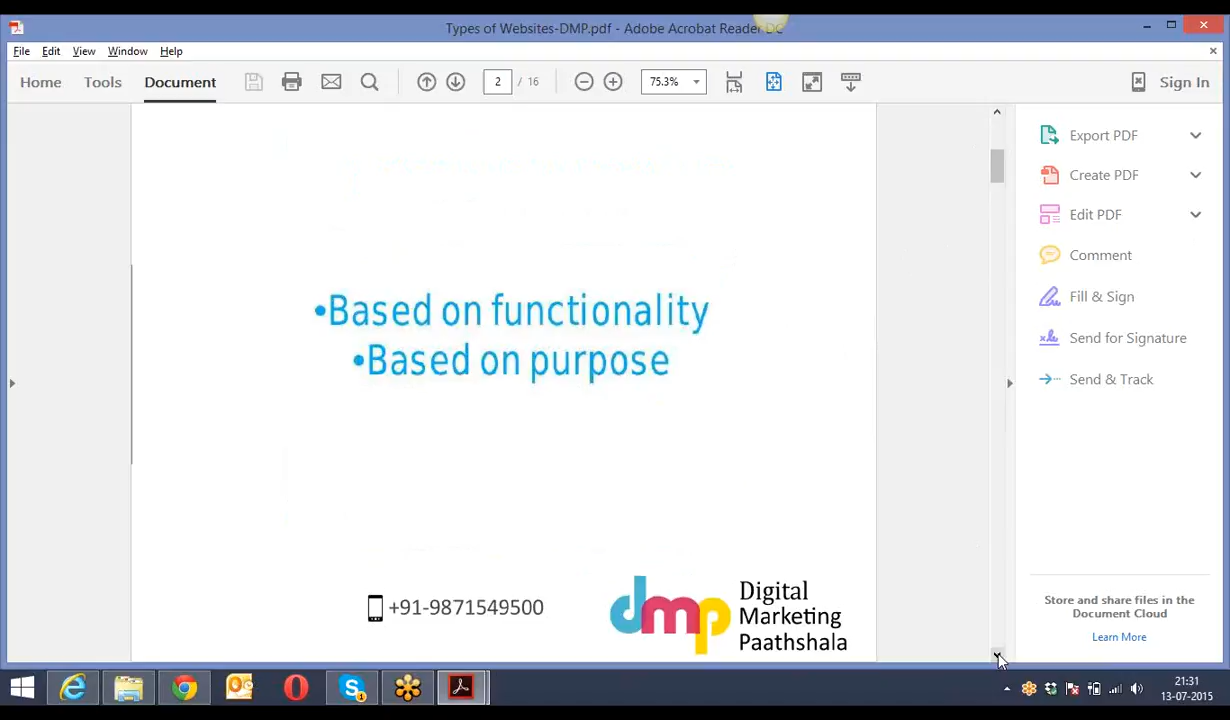 Types of Websites-DMP.pdf - Adobe Acrobat Reader DC
File Edit View Window Help
Home Tools Document 2 / 16 75.3% Sign In
Export PDF
Create PDF
Edit PDF
Comment
Fill & Sign
Send for Signature
Send & Track
•Based on functionality
•Based on purpose
+91-9871549500
dmp
Digital
Marketing
Paathshala
Store and share files in the
Document Cloud
Learn More
21:31
13-07-2015